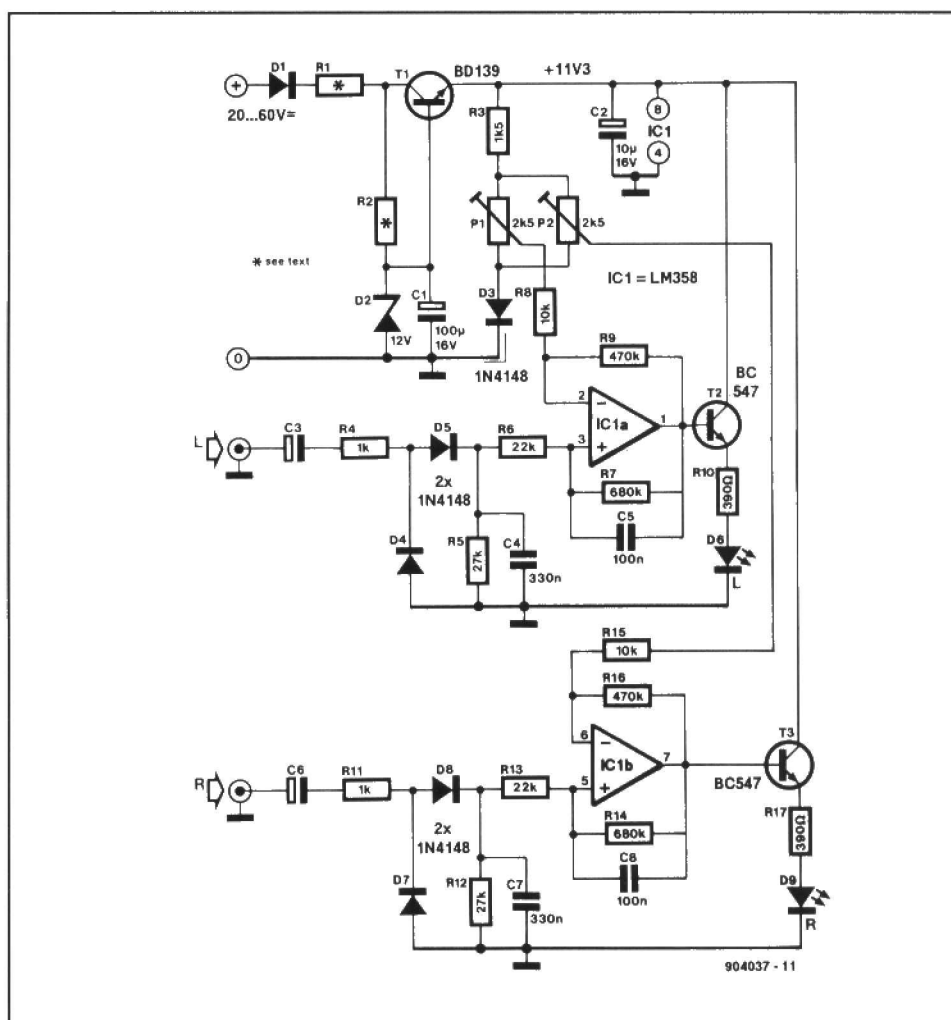 D1
R1
*
T1
BD139
+11V3
20...60V=
R3
1k5
C2
10µ
16V
8
IC1
4
R2
*
P1
2k5
P2
2k5
* see text
IC1 = LM358
D2
12V
C1
100µ
16V
D3
1N4148
R8
10k
0
R9
470k
BC
547
T2
L
C3
R4
1k
D5
2x
1N4148
R6
22k
2
−
IC1a
3
+
1
R7
680k
C5
100n
R10
390Ω
D4
R5
27k
C4
330n
D6
L
R15
10k
R16
470k
T3
R
C6
R11
1k
D8
2x
1N4148
R13
22k
6
−
IC1b
5
+
7
BC547
R14
680k
C8
100n
R17
390Ω
D7
R12
27k
C7
330n
D9
R
904037 - 11